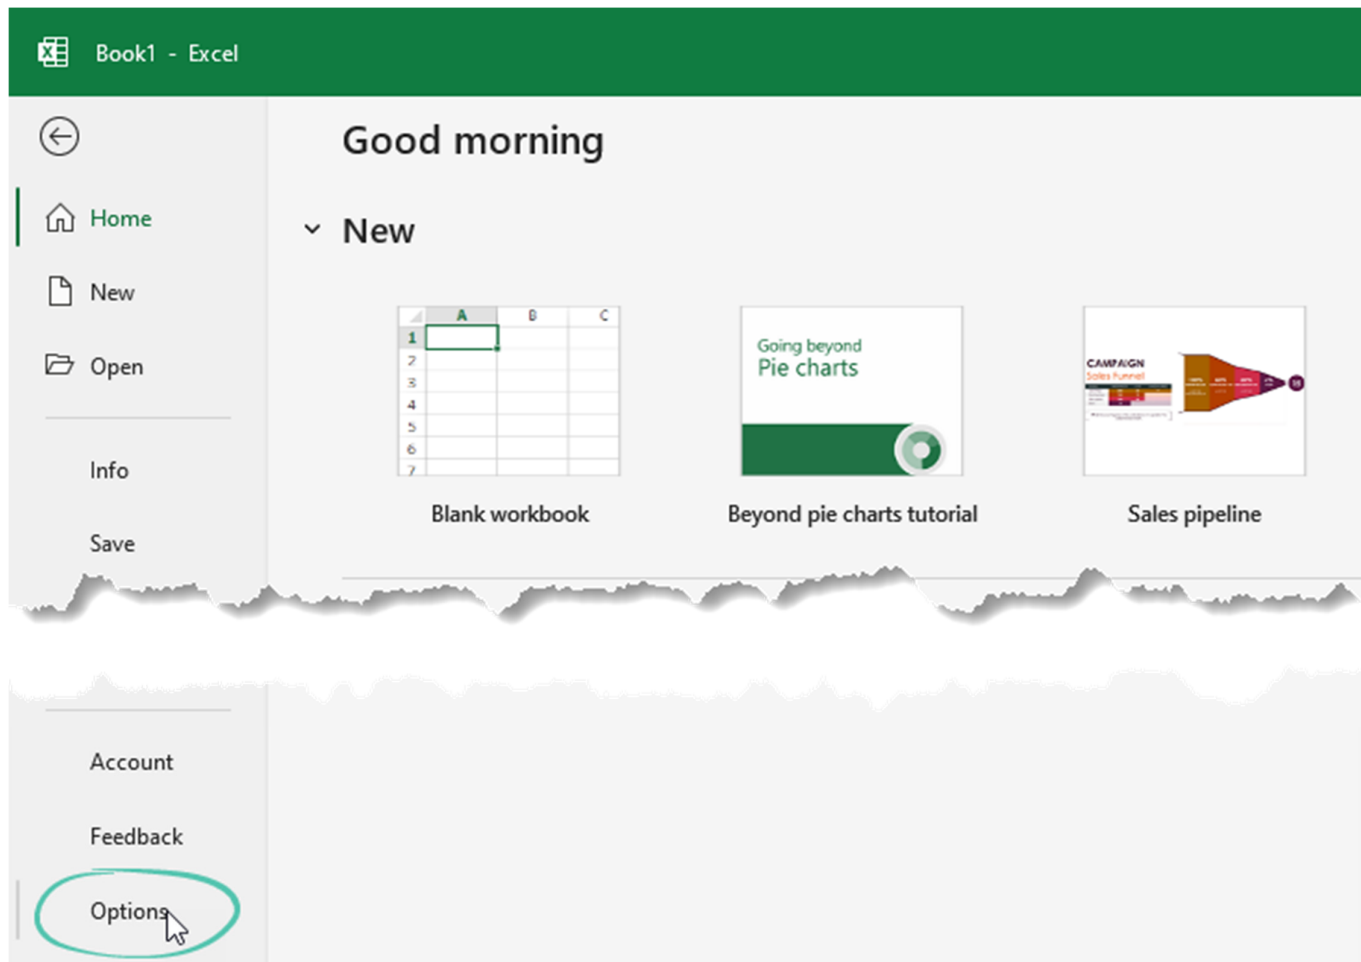 Book1 - Excel
Good morning
Home
New
New
Open
A B C
1
2
3
4
5
6
7
Going beyond
Pie charts
CAMPAIGN
Sales Funnel
Blank workbook
Beyond pie charts tutorial
Sales pipeline
Info
Save
Account
Feedback
Options